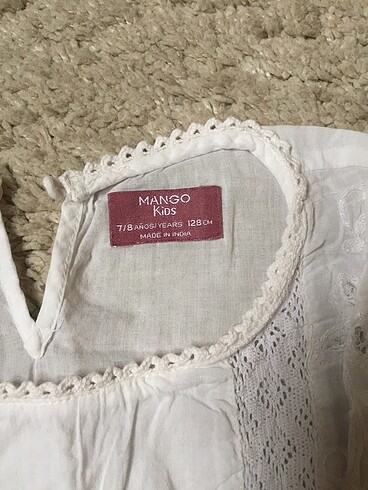 MANGO
KIDS
7/8 AÑOS/YEARS 128 CM
MADE IN INDIA